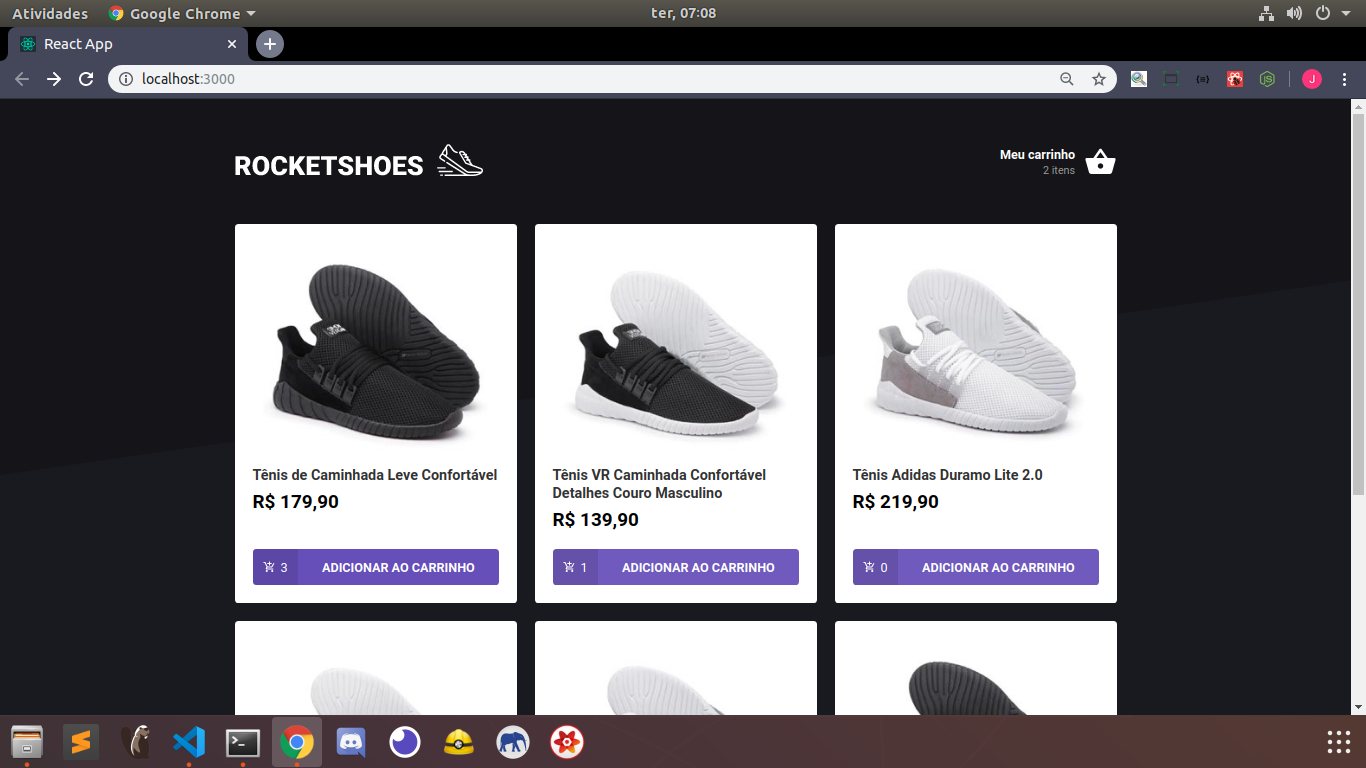 Atividades
Google Chrome
ter, 07:08
React App
localhost:3000
J
ROCKETSHOES
Meu carrinho
2 itens
Tênis de Caminhada Leve Confortável
R$ 179,90
3 ADICIONAR AO CARRINHO
Tênis VR Caminhada Confortável
Detalhes Couro Masculino
R$ 139,90
1 ADICIONAR AO CARRINHO
Tênis Adidas Duramo Lite 2.0
R$ 219,90
0 ADICIONAR AO CARRINHO